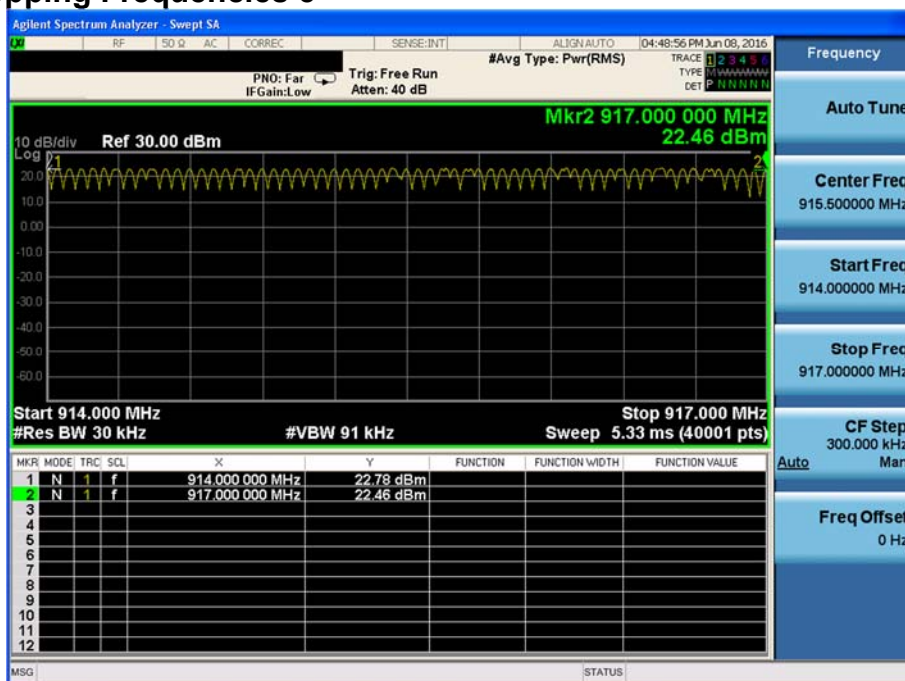 pping Frequencies
Agilent Spectrum Analyzer - Swept SA
RF 50 Ω AC CORREC SENSE:INT ALIGN AUTO 04:48:56 PM Jun 08, 2016
#Avg Type: Pwr(RMS)
TRACE 1 2 3 4 5 6
TYPE M
DET P N N N N N
PNO: Far
IFGain:Low
Trig: Free Run
Atten: 40 dB
Mkr2 917.000 000 MHz
22.46 dBm
10 dB/div
Log
Ref 30.00 dBm
1
2
20.0
10.0
0.00
-10.0
-20.0
-30.0
-40.0
-50.0
-60.0
Start 914.000 MHz
Stop 917.000 MHz
#Res BW 30 kHz
#VBW 91 kHz
Sweep 5.33 ms (40001 pts)
MKR MODE TRC SCL X Y FUNCTION FUNCTION WIDTH FUNCTION VALUE
1 N 1 f 914.000 000 MHz 22.78 dBm
2 N 1 f 917.000 000 MHz 22.46 dBm
3
4
5
6
7
8
9
10
11
12
MSG
STATUS
Frequency
Auto Tune
Center Freq
915.500000 MHz
Start Freq
914.000000 MHz
Stop Freq
917.000000 MHz
CF Step
300.000 kHz
Auto Man
Freq Offset
0 Hz